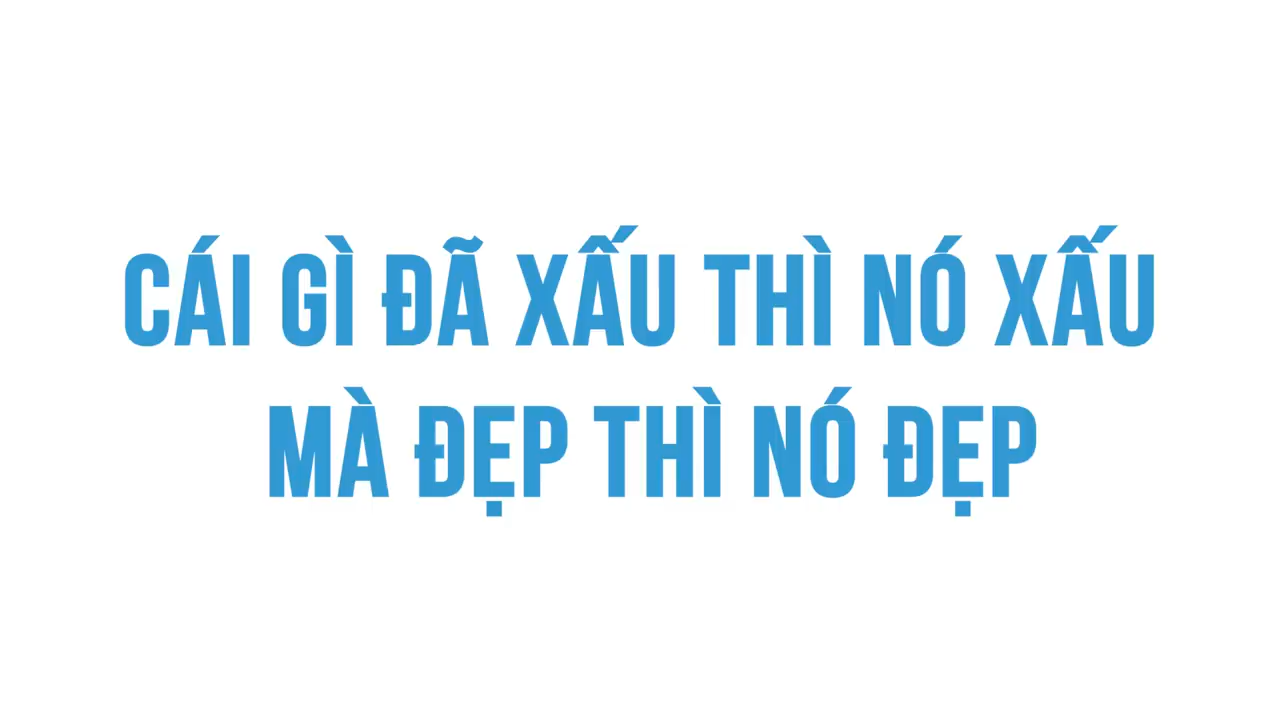 CÁI GÌ ĐÃ XẤU THÌ NÓ XẤU
MÀ ĐẸP THÌ NÓ ĐẸP